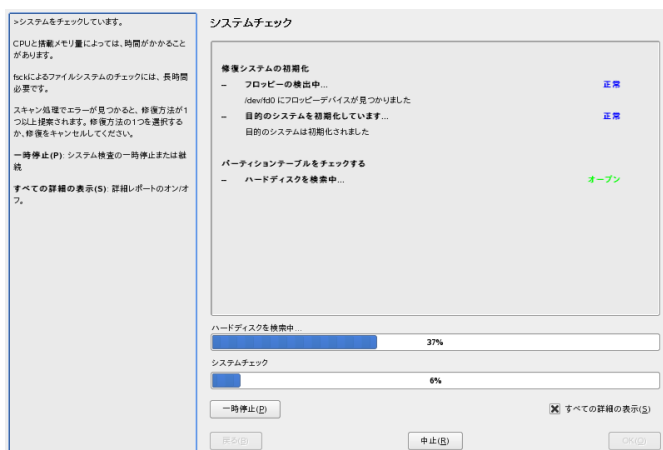 >システムをチェックしています。
CPUと搭載メモリ量によっては、時間がかかること
があります。
fsckによるファイルシステムのチェックには、長時間
必要です。
スキャン処理でエラーが見つかると、修復方法が1
つ以上提案されます。修復方法の1つを選択する
か、修復をキャンセルしてください。
一時停止(P): システム検査の一時停止または継
続
すべての詳細の表示(S): 詳細レポートのオン/オ
フ。
システムチェック
修復システムの初期化
– フロッピーの検出中... 正常
/dev/fd0 にフロッピーデバイスが見つかりました
– 目的のシステムを初期化しています... 正常
目的のシステムは初期化されました
パーティションテーブルをチェックする
– ハードディスクを検索中... オープン
ハードディスクを検索中...
37%
システムチェック
6%
一時停止(P)
すべての詳細の表示(S)
戻る(B)
中止(R)
OK(O)